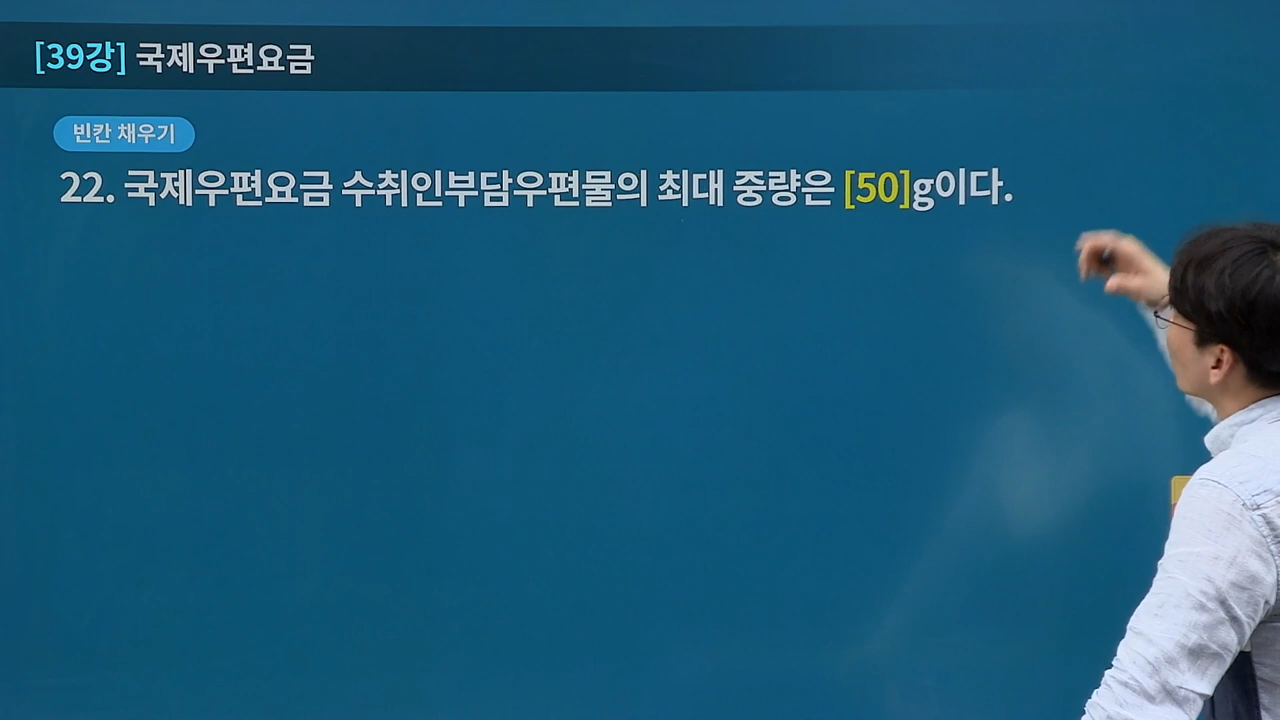 [39강] 국제우편요금
빈칸 채우기
22. 국제우편요금 수취인부담우편물의 최대 중량은 [50]g이다.